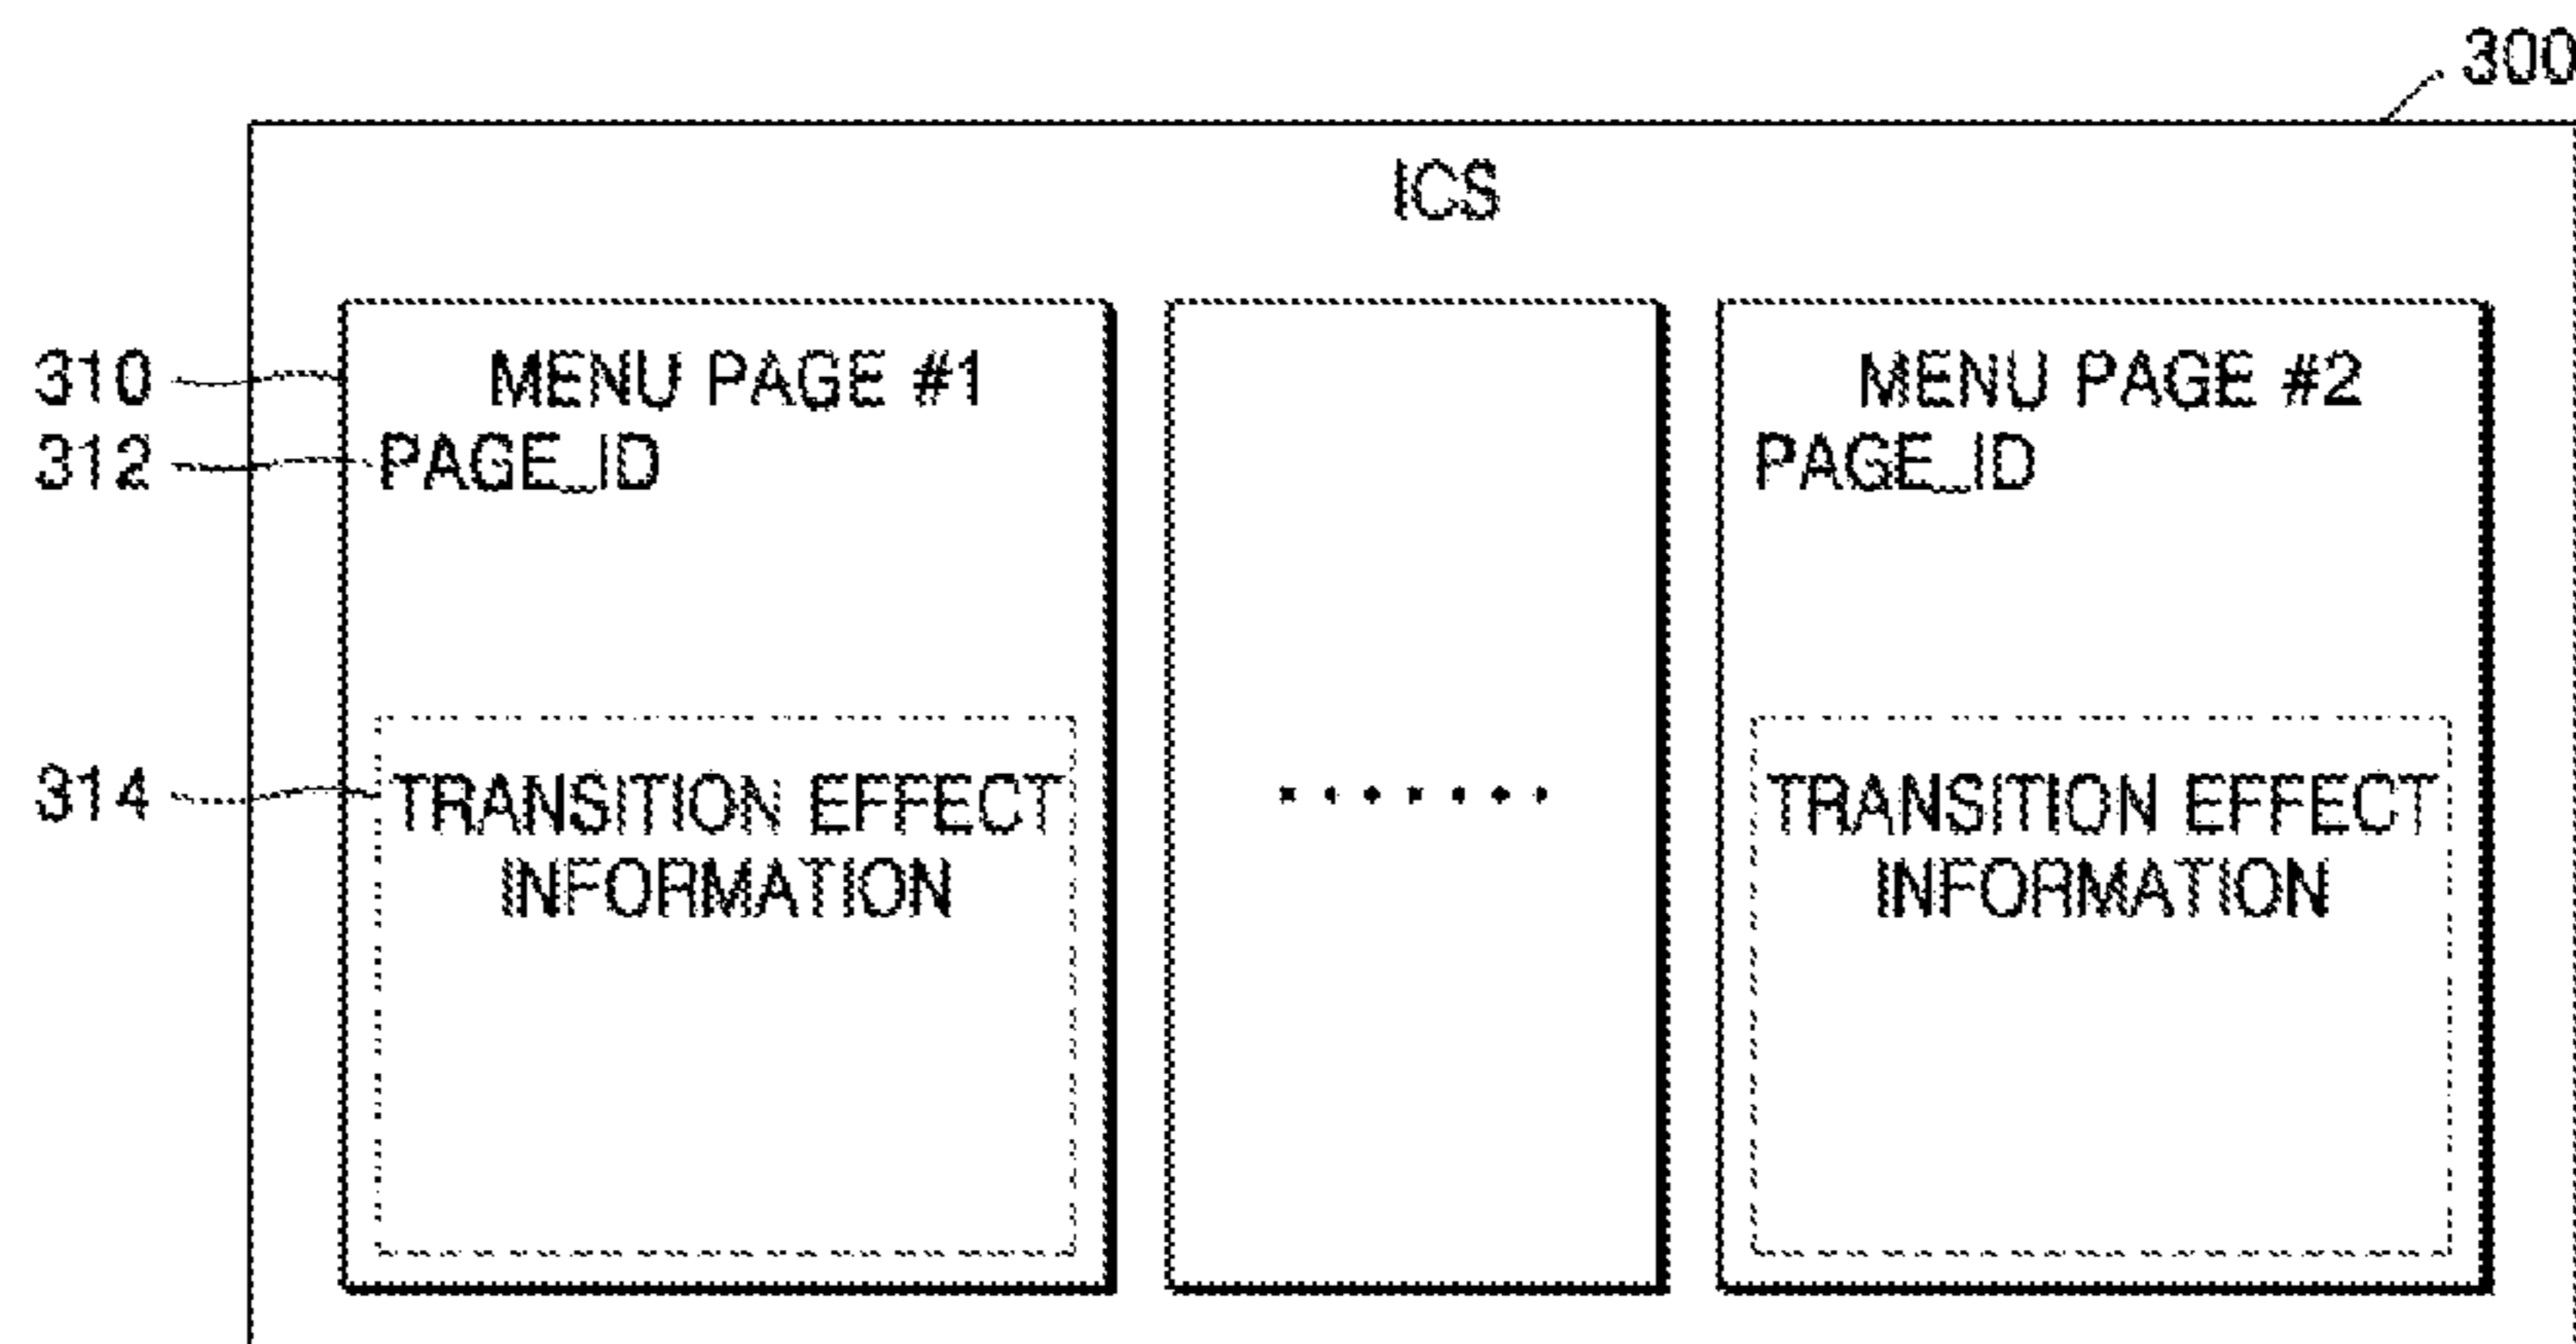 300
ICS
310
MENU PAGE #1
MENU PAGE #2
312
PAGE_ID
PAGE_ID
314
TRANSITION EFFECT
INFORMATION
.......
TRANSITION EFFECT
INFORMATION